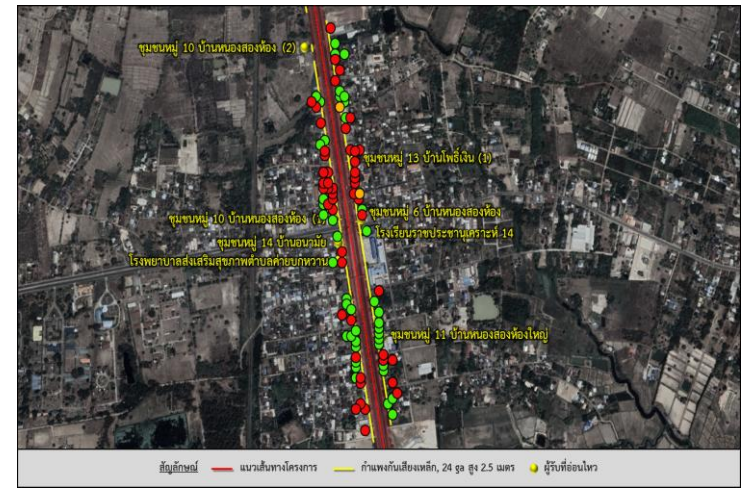 ชุมชนหมู่ 10 บ้านหนองสองห้อง (2)
ชุมชนหมู่ 13 บ้านโพธิ์เงิน (1)
ชุมชนหมู่ 6 บ้านหนองสองห้อง
ชุมชนหมู่ 10 บ้านหนองสองห้อง (1)
โรงเรียนราชประชานุเคราะห์ 14
ชุมชนหมู่ 14 บ้านอนามัย
โรงพยาบาลส่งเสริมสุขภาพตำบลค่ายบกหวาน
ชุมชนหมู่ 11 บ้านหนองสองห้องใหญ่
สัญลักษณ์ แนวเส้นทางโครงการ กำแพงกันเสียงเหล็ก, 24 ga สูง 2.5 เมตร ผู้รับที่อ่อนไหว